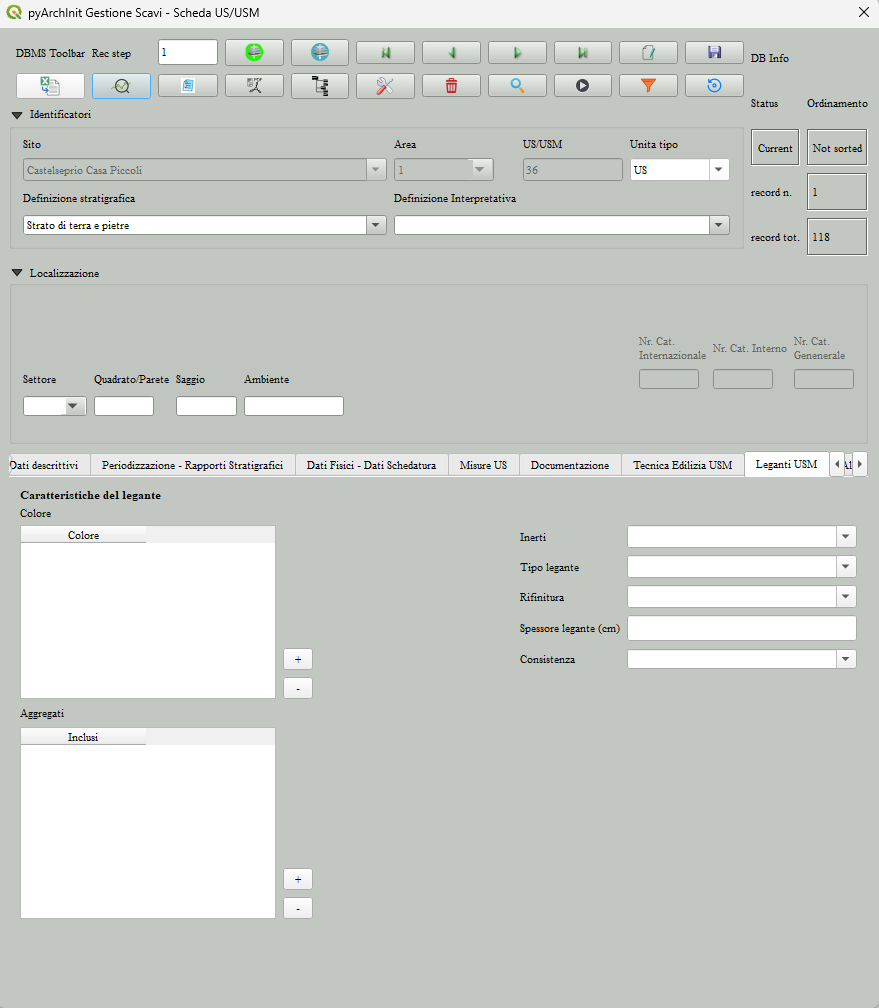 pyArchInit Gestione Scavi - Scheda US/USM
DBMS Toolbar Rec step 1
DB Info
Status Ordinamento
Identificatori
Sito Area US/USM Unita tipo
Current Not sorted
Castelseprio Casa Piccoli 1 36 US
Definizione stratigrafica Definizione Interpretativa
record n. 1
Strato di terra e pietre
record tot. 118
Localizzazione
Nr. Cat. Internazionale Nr. Cat. Interno Nr. Cat. Genenerale
Settore Quadrato/Parete Saggio Ambiente
Dati descrittivi Periodizzazione - Rapporti Stratigrafici Dati Fisici - Dati Schedatura Misure US Documentazione Tecnica Edilizia USM Leganti USM
Caratteristiche del legante
Colore
Colore
Inerti
Tipo legante
Rifinitura
Spessore legante (cm)
Consistenza
+
-
Aggregati
Inclusi
+
-